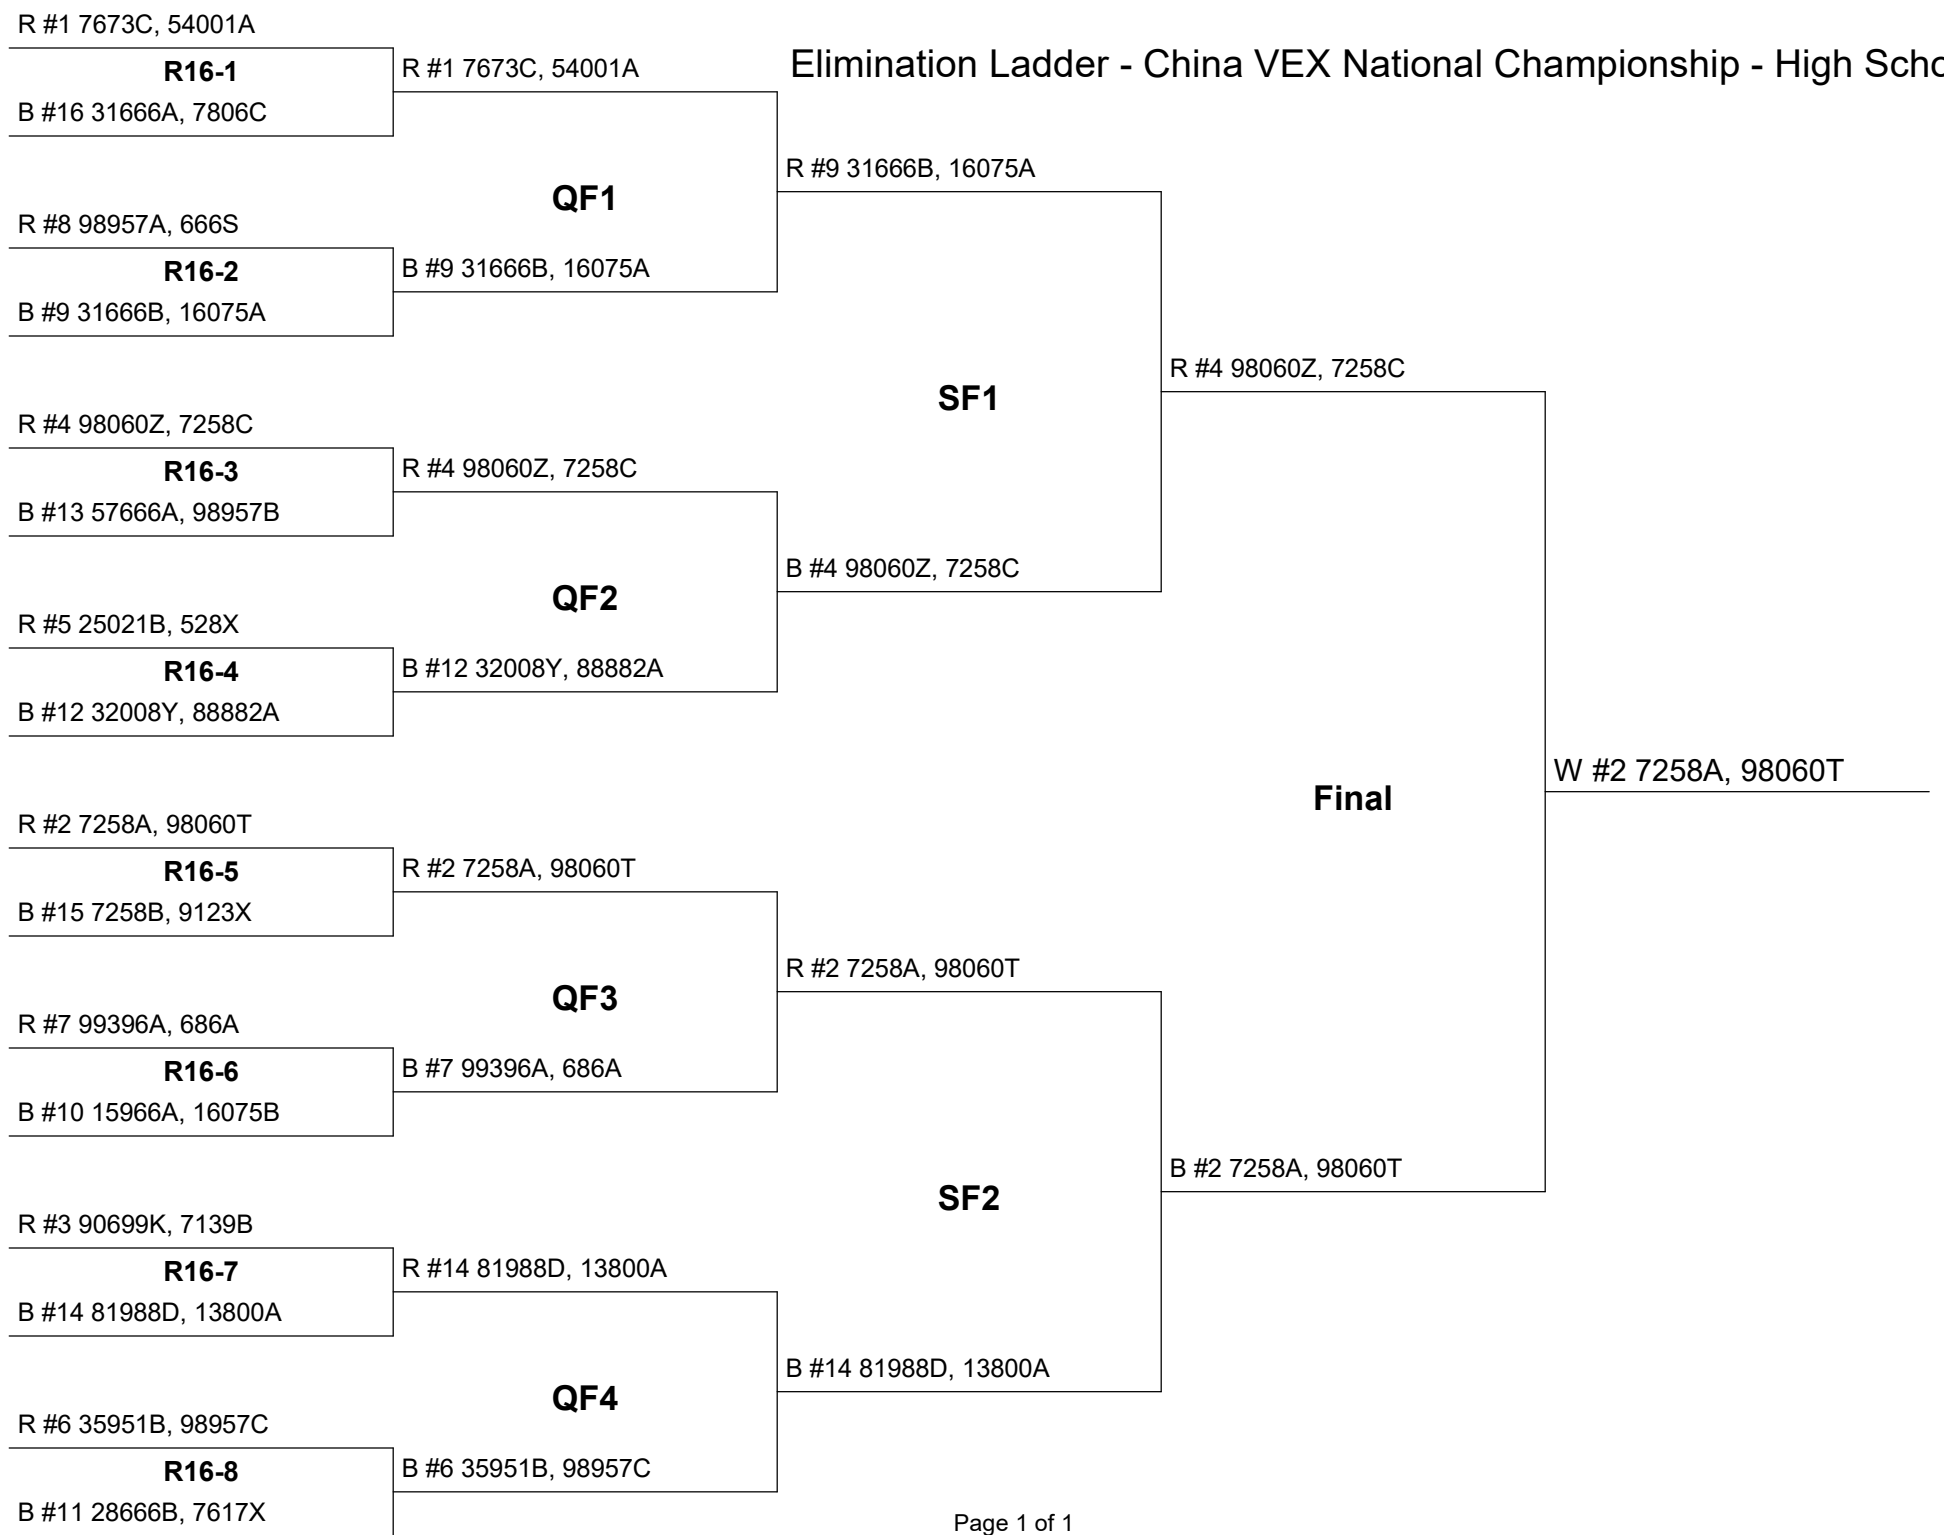 R #1 7673C, 54001A
R16-1
B #16 31666A, 7806C
R #8 98957A, 666S
R16-2
B #9 31666B, 16075A
R #4 98060Z, 7258C
R16-3
B #13 57666A, 98957B
R #5 25021B, 528X
R16-4
B #12 32008Y, 88882A
R #2 7258A, 98060T
R16-5
B #15 7258B, 9123X
R #7 99396A, 686A
R16-6
B #10 15966A, 16075B
R #3 90699K, 7139B
R16-7
B #14 81988D, 13800A
R #6 35951B, 98957C
R16-8
B #11 28666B, 7617X
R #1 7673C, 54001A
QF1
B #9 31666B, 16075A
R #4 98060Z, 7258C
QF2
B #12 32008Y, 88882A
R #2 7258A, 98060T
QF3
B #7 99396A, 686A
R #14 81988D, 13800A
QF4
B #6 35951B, 98957C
Elimination Ladder - China VEX National Championship - High Scho
R #9 31666B, 16075A
SF1
B #4 98060Z, 7258C
R #2 7258A, 98060T
SF2
B #14 81988D, 13800A
R #4 98060Z, 7258C
Final
B #2 7258A, 98060T
W #2 7258A, 98060T
Page 1 of 1